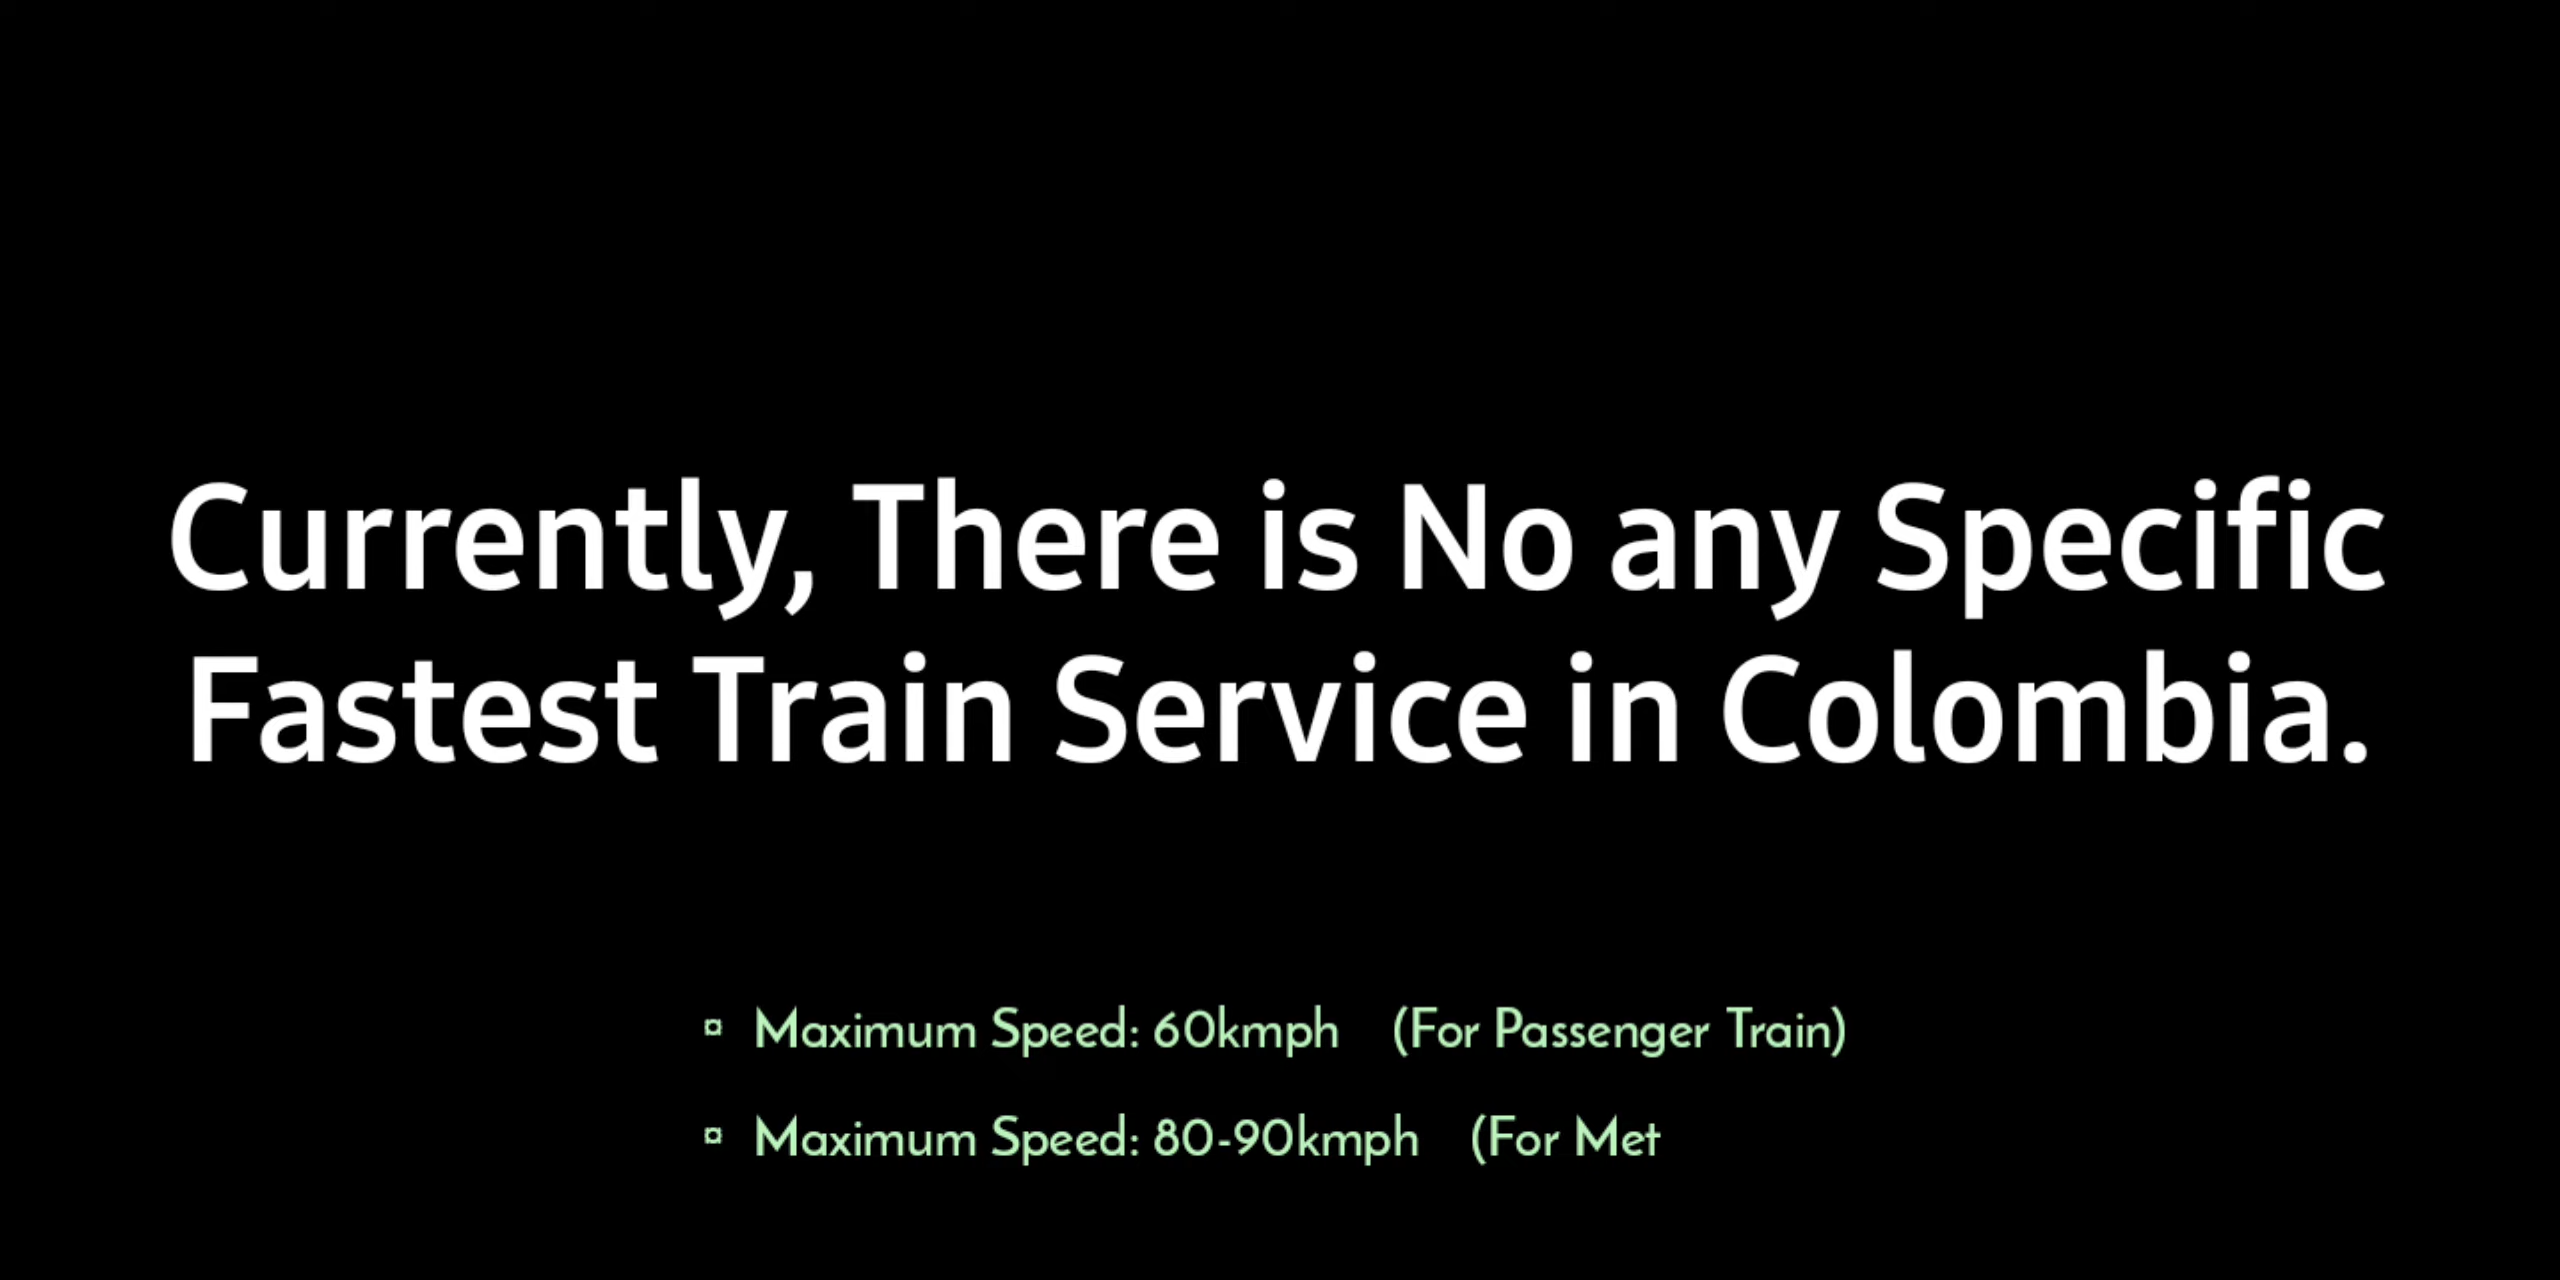 Currently, There is No any Specific
Fastest Train Service in Colombia.
▫ Maximum Speed: 60kmph (For Passenger Train)
▫ Maximum Speed: 80-90kmph (For Met